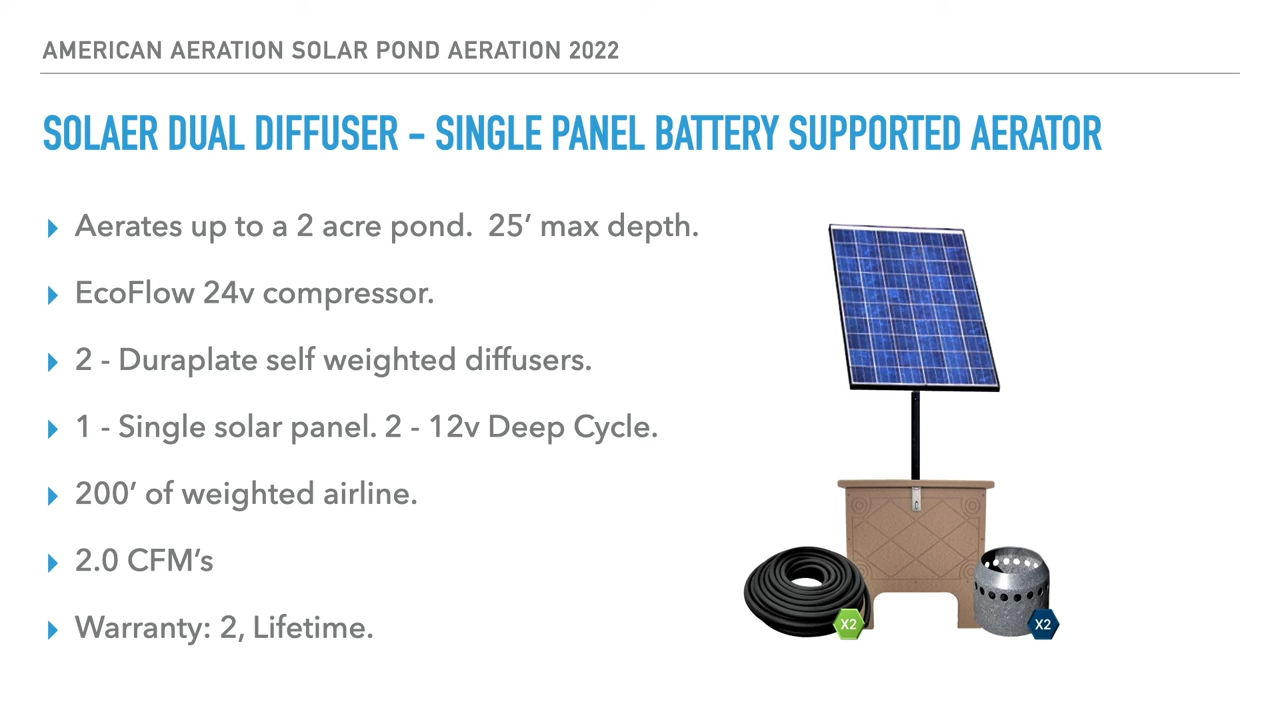 AMERICAN AERATION SOLAR POND AERATION 2022
SOLAER DUAL DIFFUSER - SINGLE PANEL BATTERY SUPPORTED AERATOR
Aerates up to a 2 acre pond.  25’ max depth.
EcoFlow 24v compressor.
2 - Duraplate self weighted diffusers.
1 - Single solar panel. 2 - 12v Deep Cycle.
200’ of weighted airline.
2.0 CFM’s
Warranty: 2, Lifetime.
X2
X2